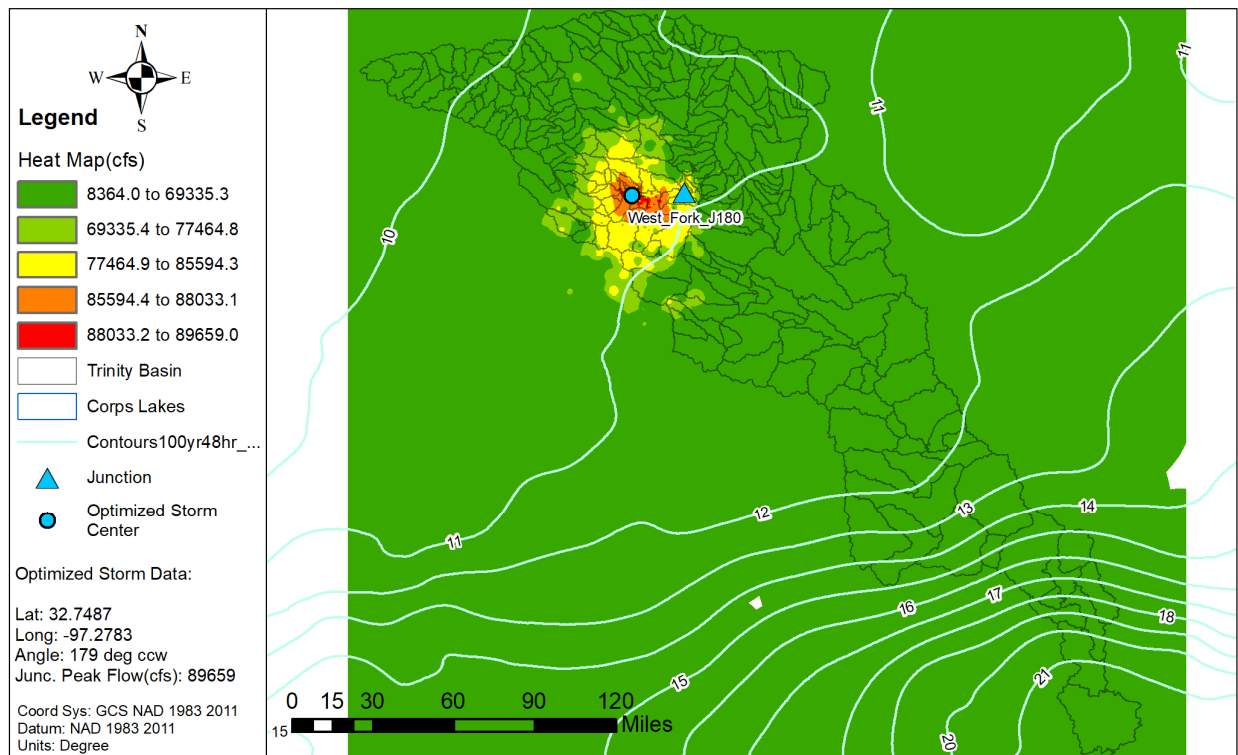 N
W E
S
Legend
Heat Map(cfs)
8364.0 to 69335.3
69335.4 to 77464.8
77464.9 to 85594.3
85594.4 to 88033.1
88033.2 to 89659.0
Trinity Basin
Corps Lakes
Contours100yr48hr_...
Junction
Optimized Storm
Center
Optimized Storm Data:
Lat: 32.7487
Long: -97.2783
Angle: 179 deg ccw
Junc. Peak Flow(cfs): 89659
Coord Sys: GCS NAD 1983 2011
Datum: NAD 1983 2011
Units: Degree
11
11
West_Fork_J180
10
12
13
14
11
16
17
18
15
21
20
0 15 30 60 90 120
Miles
15